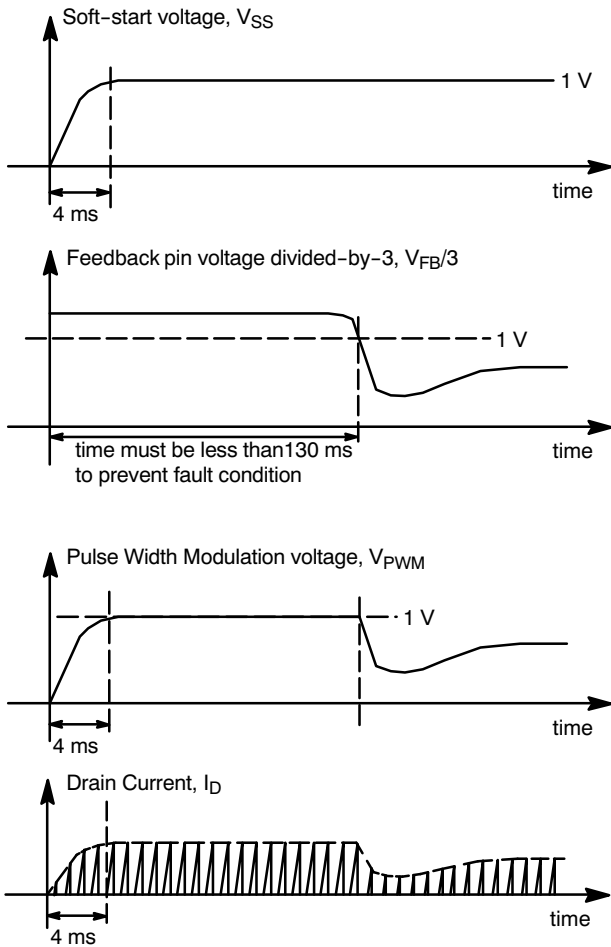 Soft-start voltage, VSS
1 V
time
4 ms
Feedback pin voltage divided-by-3, VFB/3
1 V
time must be less than130 ms
to prevent fault condition
time
Pulse Width Modulation voltage, VPWM
1 V
time
4 ms
Drain Current, ID
time
4 ms